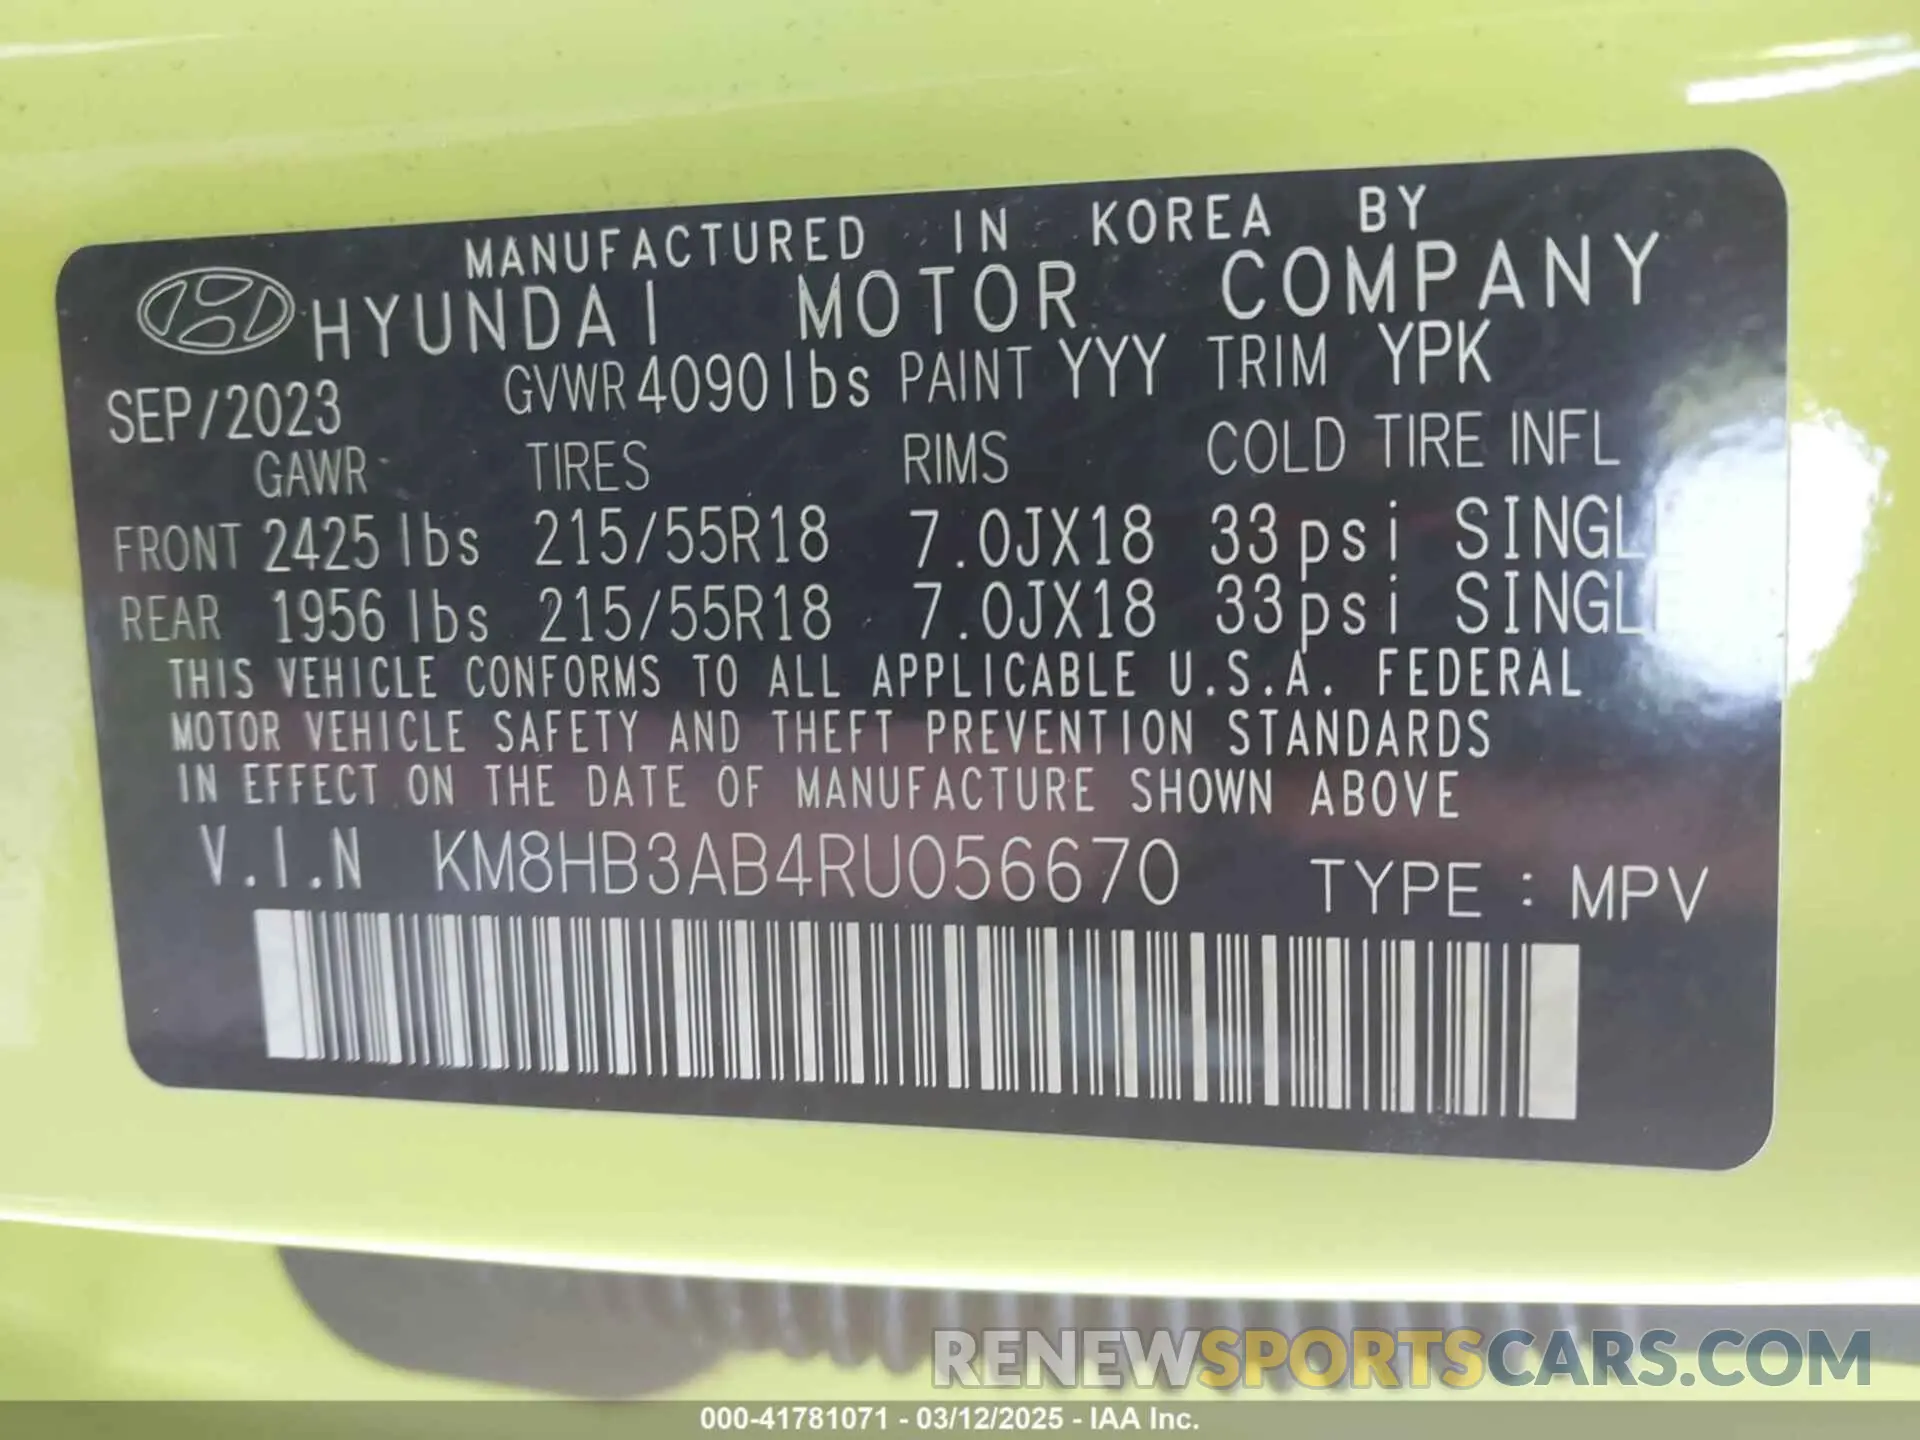 MANUFACTURED IN KOREA BY
HYUNDAI MOTOR COMPANY
SEP/2023 GVWR 4090 lbs PAINT YYY TRIM YPK
GAWR TIRES RIMS COLD TIRE INFL
FRONT 2425 lbs 215/55R18 7.0JX18 33psi SINGLE
REAR 1956 lbs 215/55R18 7.0JX18 33psi SINGLE
THIS VEHICLE CONFORMS TO ALL APPLICABLE U.S.A. FEDERAL
MOTOR VEHICLE SAFETY AND THEFT PREVENTION STANDARDS
IN EFFECT ON THE DATE OF MANUFACTURE SHOWN ABOVE
V.I.N KM8HB3AB4RU056670 TYPE : MPV
RENEWSPORTSCARS.COM
000-41781071 - 03/12/2025 - IAA Inc.